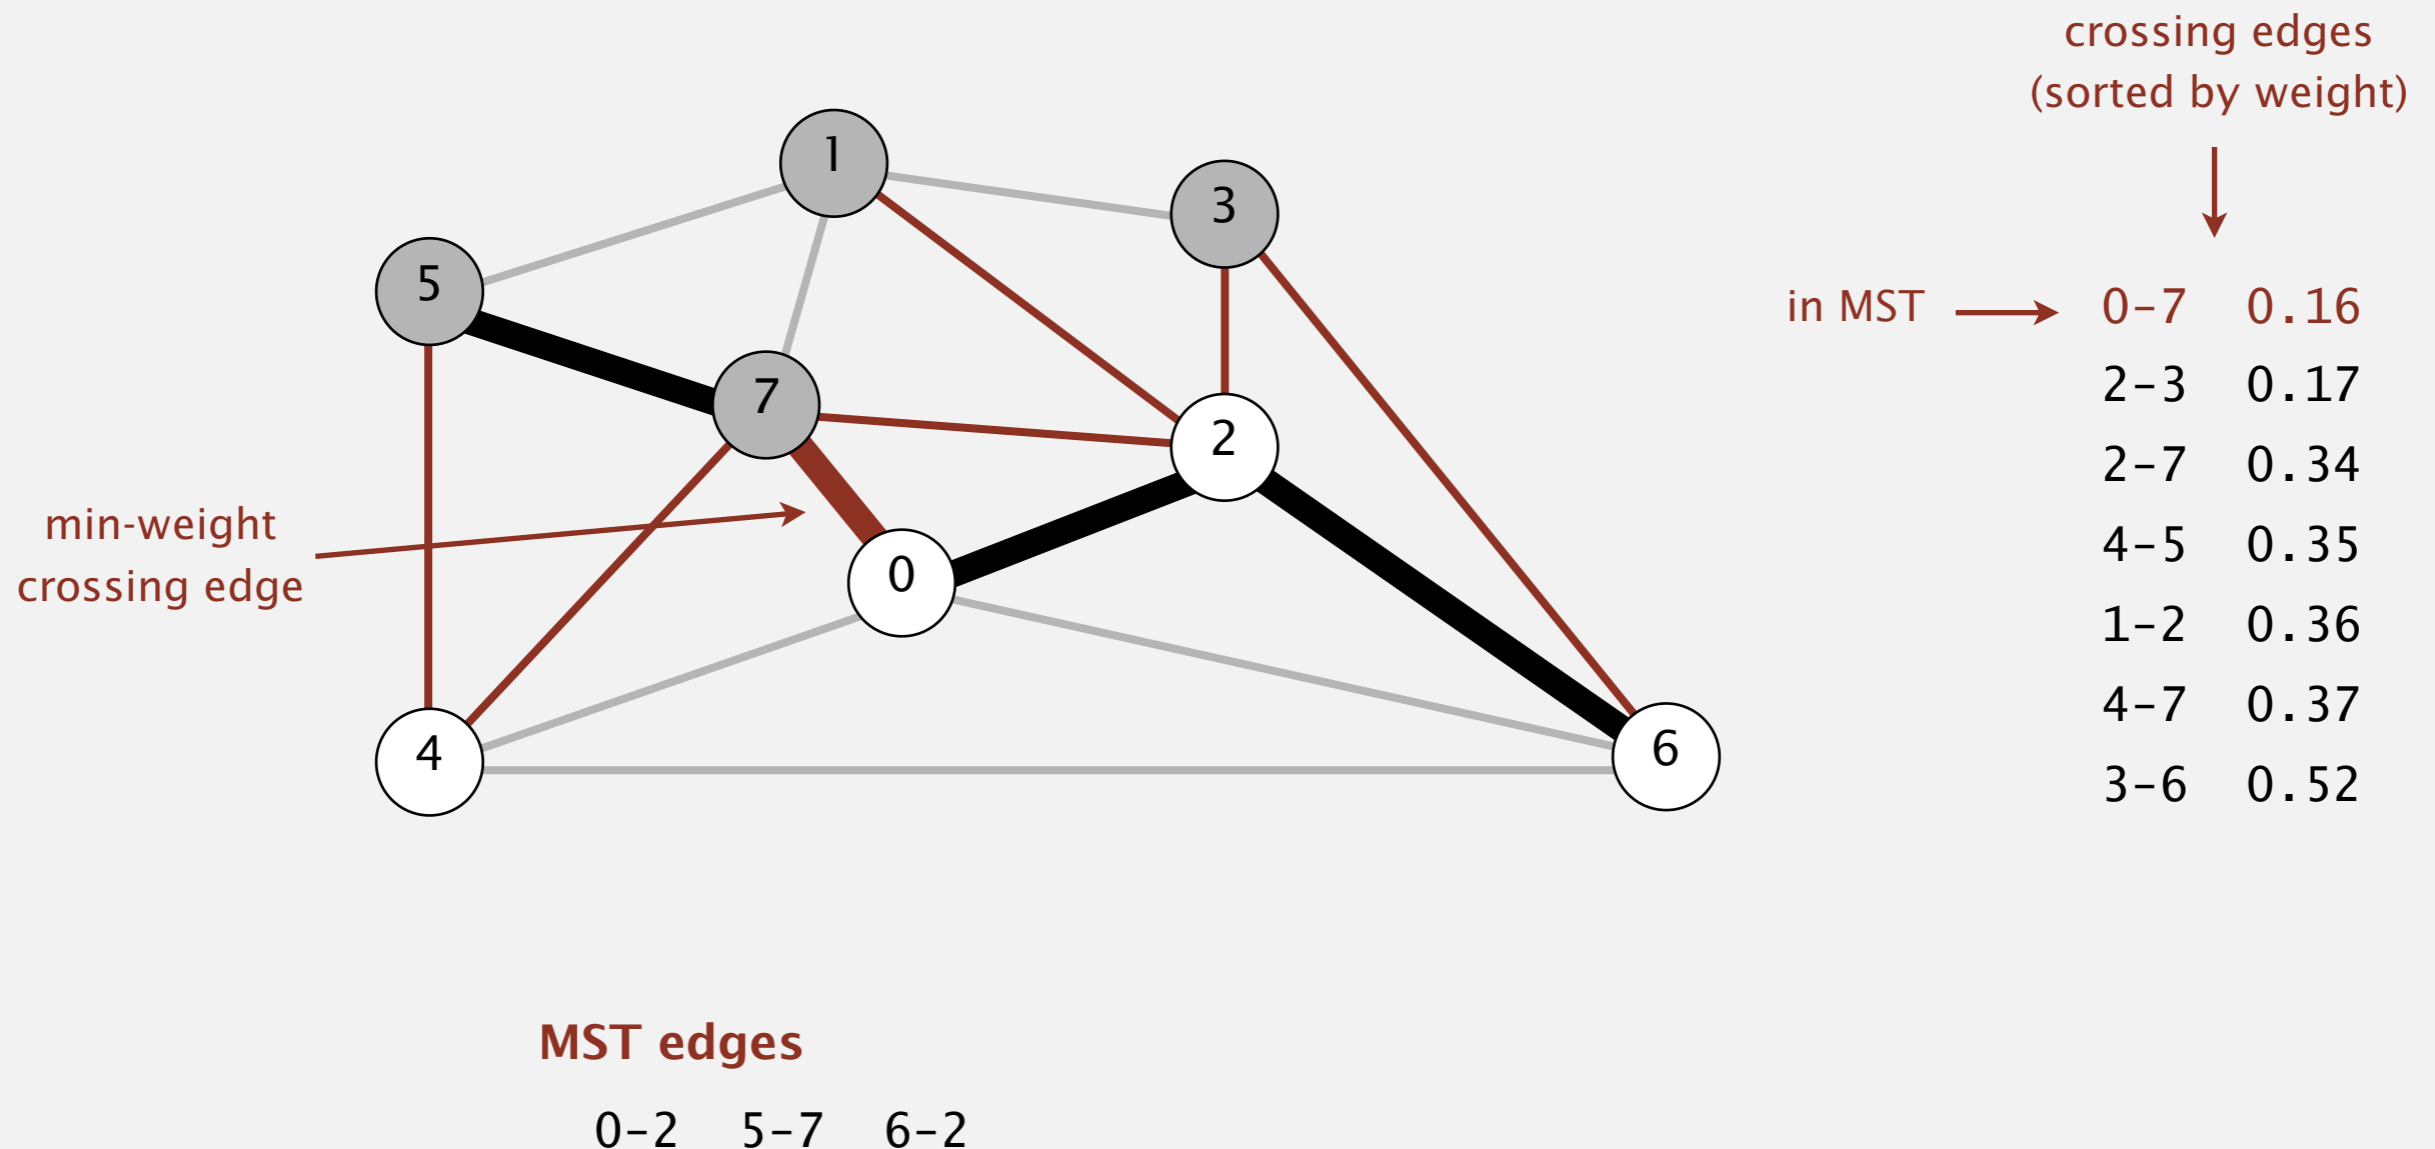 crossing edges
(sorted by weight)
1
3
5
in MST
0-7 0.16
7
2-3 0.17
2
2-7 0.34
min-weight
crossing edge
4-5 0.35
0
1-2 0.36
4-7 0.37
4
6
3-6 0.52
MST edges
0-2 5-7 6-2